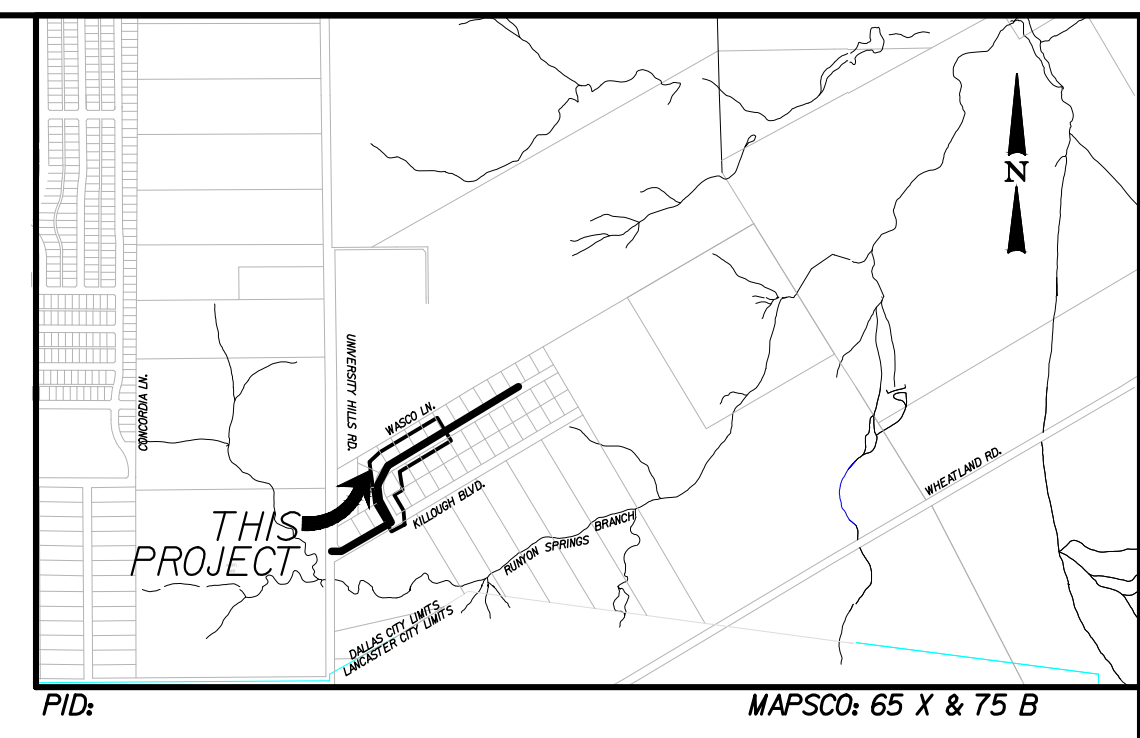 N
UNIVERSITY HILLS RD.
CONCORDIA LN.
WASCO LN.
KILLOUGH BLVD.
WHEATLAND RD.
THIS
PROJECT
RUNYON SPRINGS BRANCH
DALLAS CITY LIMITS
LANCASTER CITY LIMITS
PID:
MAPSCO: 65 X & 75 B